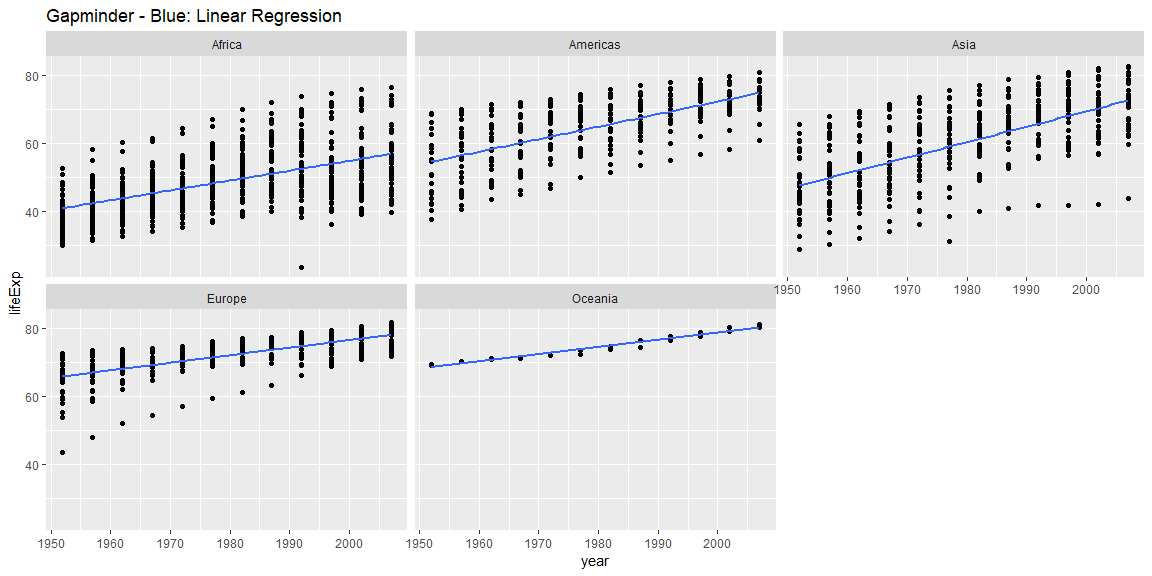 Gapminder - Blue: Linear Regression
Africa Americas Asia
80
60
40
1950 1960 1970 1980 1990 2000
Europe Oceania
80
60
40
1950 1960 1970 1980 1990 2000 1950 1960 1970 1980 1990 2000
year
lifeExp